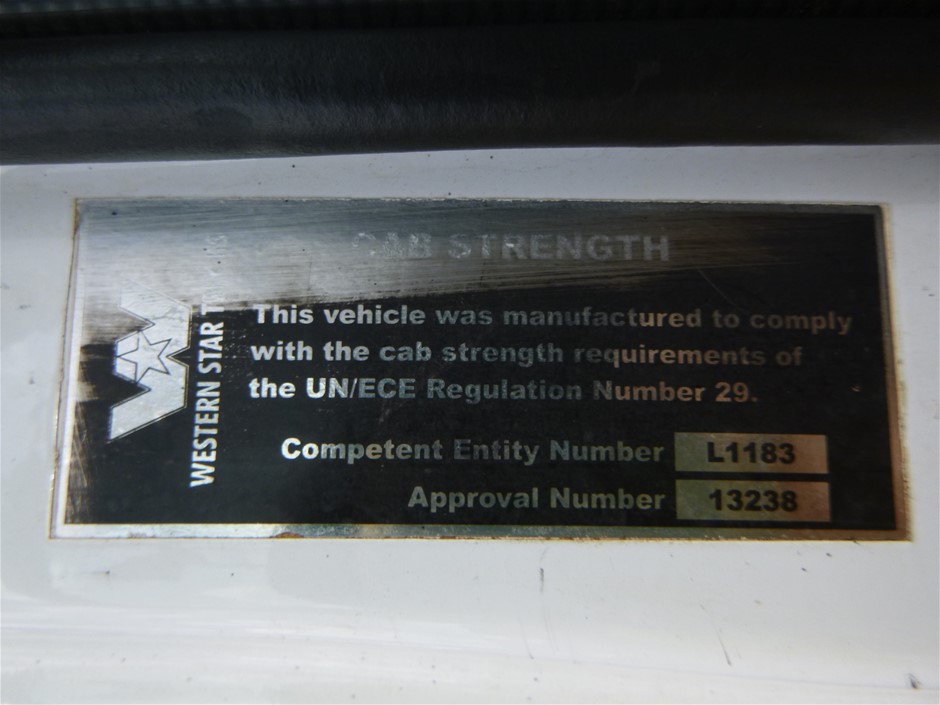 CAB STRENGTH
This vehicle was manufactured to comply
with the cab strength requirements of
the UN/ECE Regulation Number 29.
Competent Entity Number L1183
Approval Number 13238
WESTERN STAR